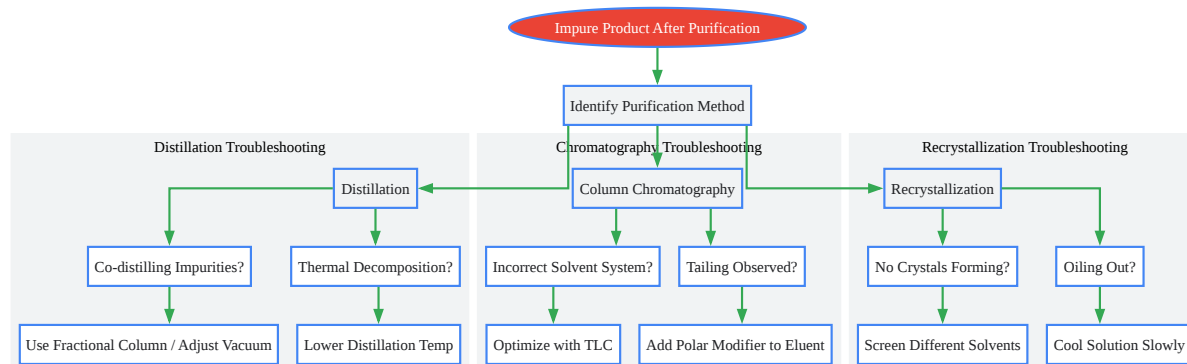 Impure Product After Purification
Identify Purification Method
Distillation Troubleshooting
Chromatography Troubleshooting
Recrystallization Troubleshooting
Distillation
Column Chromatography
Recrystallization
Co-distilling Impurities?
Thermal Decomposition?
Incorrect Solvent System?
Tailing Observed?
No Crystals Forming?
Oiling Out?
Use Fractional Column / Adjust Vacuum
Lower Distillation Temp
Optimize with TLC
Add Polar Modifier to Eluent
Screen Different Solvents
Cool Solution Slowly